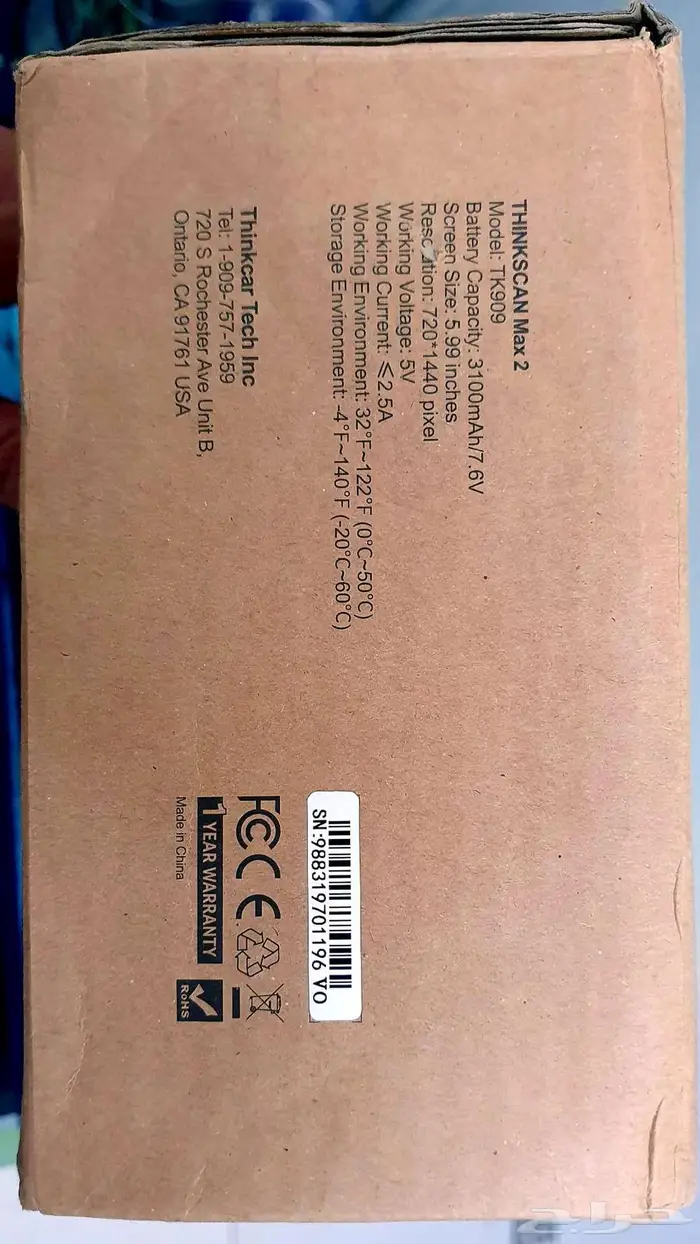 THINKSCAN Max 2
Model: TK909
Battery Capacity: 3100mAh/7.6V
Screen Size: 5.99 inches
Resolution: 720*1440 pixel
Working Voltage: 5V
Working Current: ⩽2.5A
Working Environment: 32°F~122°F (0°C~50°C)
Storage Environment: -4°F~140°F (-20°C~60°C)
Thinkcar Tech Inc
Tel: 1-909-757-1959
720 S Rochester Ave Unit B,
Ontario, CA 91761 USA
SN:988319701196 V0
FC CE
1 YEAR WARRANTY
RoHS
Made in China
حراج